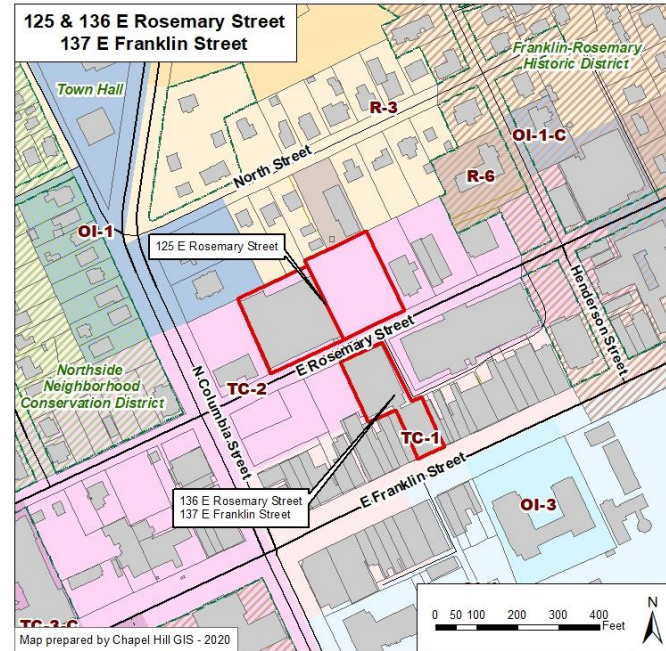 125 & 136 E Rosemary Street
137 E Franklin Street
Town Hall
Franklin-Rosemary
Historic District
R-3
OI-1-C
North Street
R-6
OI-1
125 E Rosemary Street
Henderson Street
E Rosemary Street
Northside
Neighborhood
Conservation District
N Columbia Street
TC-2
TC-1
136 E Rosemary Street
137 E Franklin Street
E Franklin Street
OI-3
TC-3-C
0 50 100 200 300 400
Feet
N
Map prepared by Chapel Hill GIS - 2020